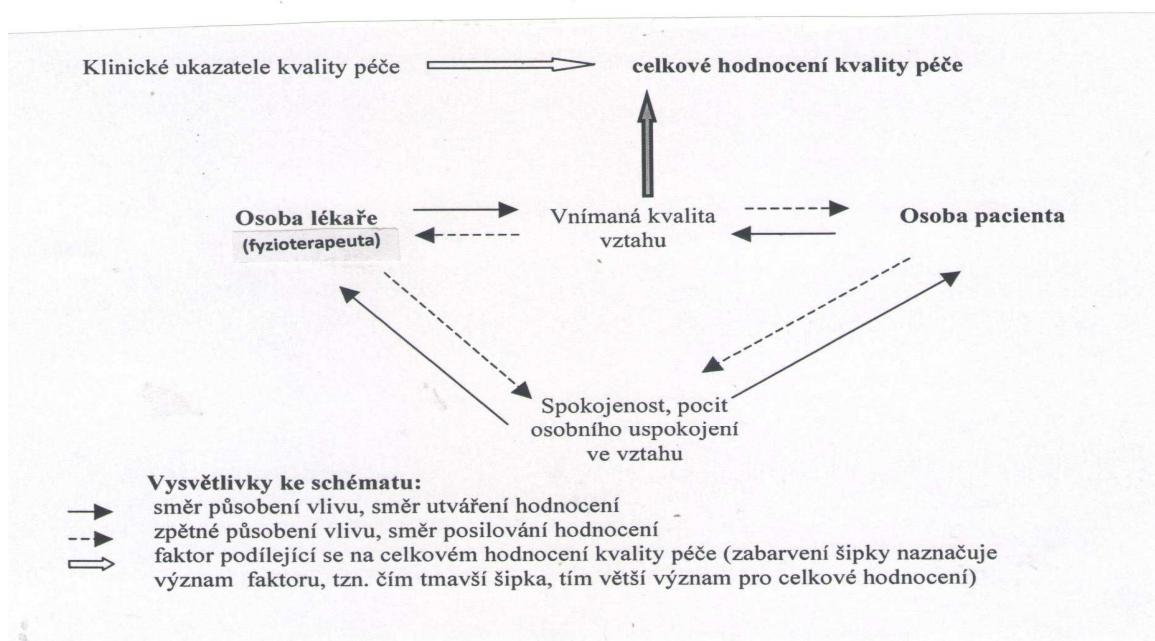 Klinické ukazatele kvality péče
celkové hodnocení kvality péče
Osoba lékaře
(fyzioterapeuta)
Vnímaná kvalita
vztahu
Osoba pacienta
Spokojenost, pocit
osobního uspokojení
ve vztahu
Vysvětlivky ke schématu:
směr působení vlivu, směr utváření hodnocení
zpětné působení vlivu, směr posilování hodnocení
faktor podílející se na celkovém hodnocení kvality péče (zabarvení šipky naznačuje
význam faktoru, tzn. čím tmavší šipka, tím větší význam pro celkové hodnocení)